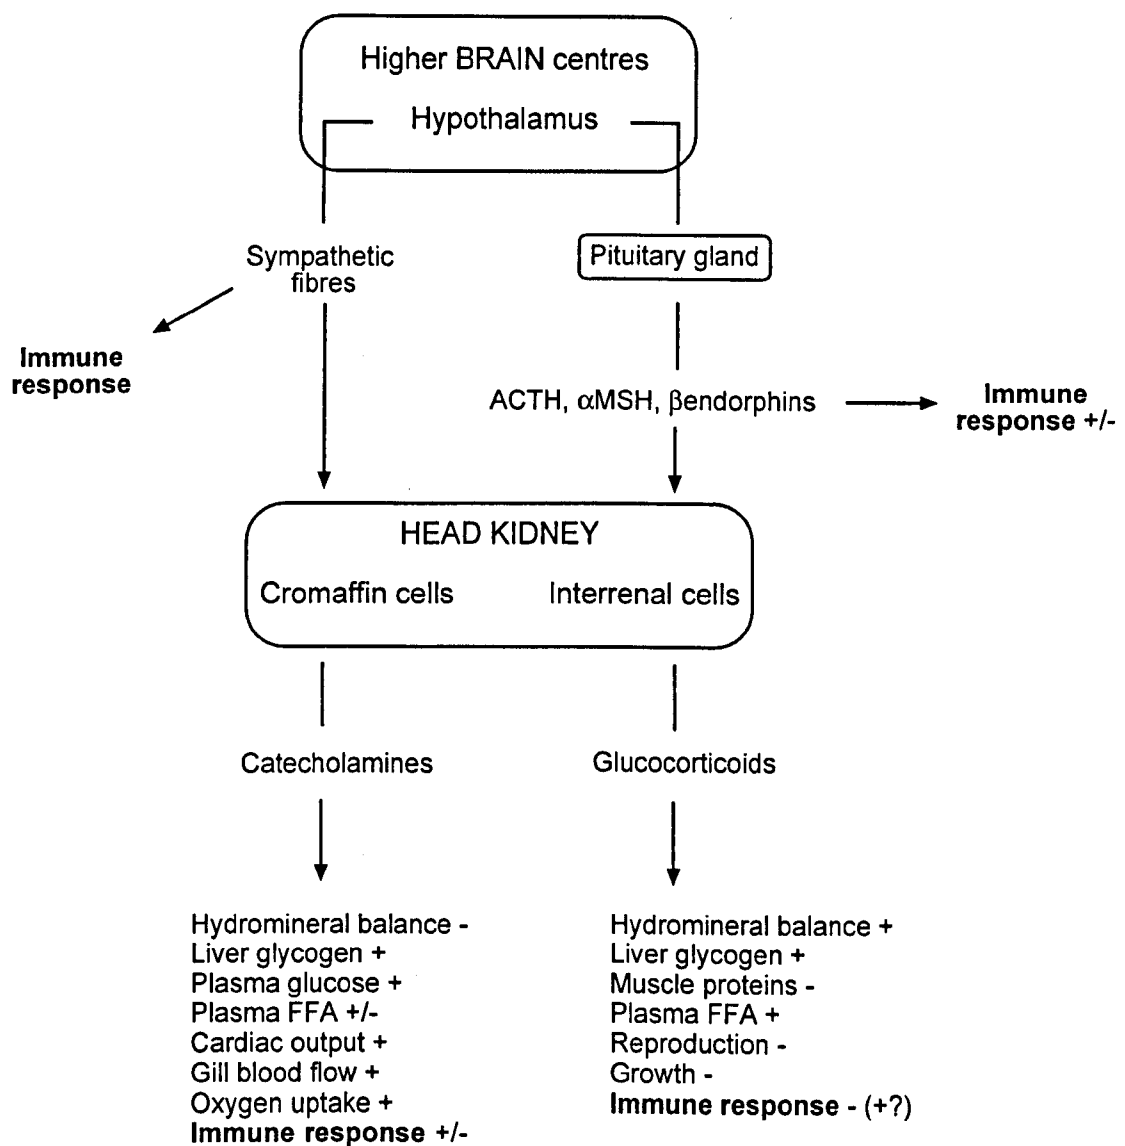 Higher BRAIN centres
Hypothalamus
Sympathetic
fibres
Pituitary gland
Immune
response
ACTH, αMSH, βendorphins
Immune
response +/-
HEAD KIDNEY
Cromaffin cells
Interrenal cells
Catecholamines
Glucocorticoids
Hydromineral balance -
Liver glycogen +
Plasma glucose +
Plasma FFA +/-
Cardiac output +
Gill blood flow +
Oxygen uptake +
Immune response +/-
Hydromineral balance +
Liver glycogen +
Muscle proteins -
Plasma FFA +
Reproduction -
Growth -
Immune response - (+?)